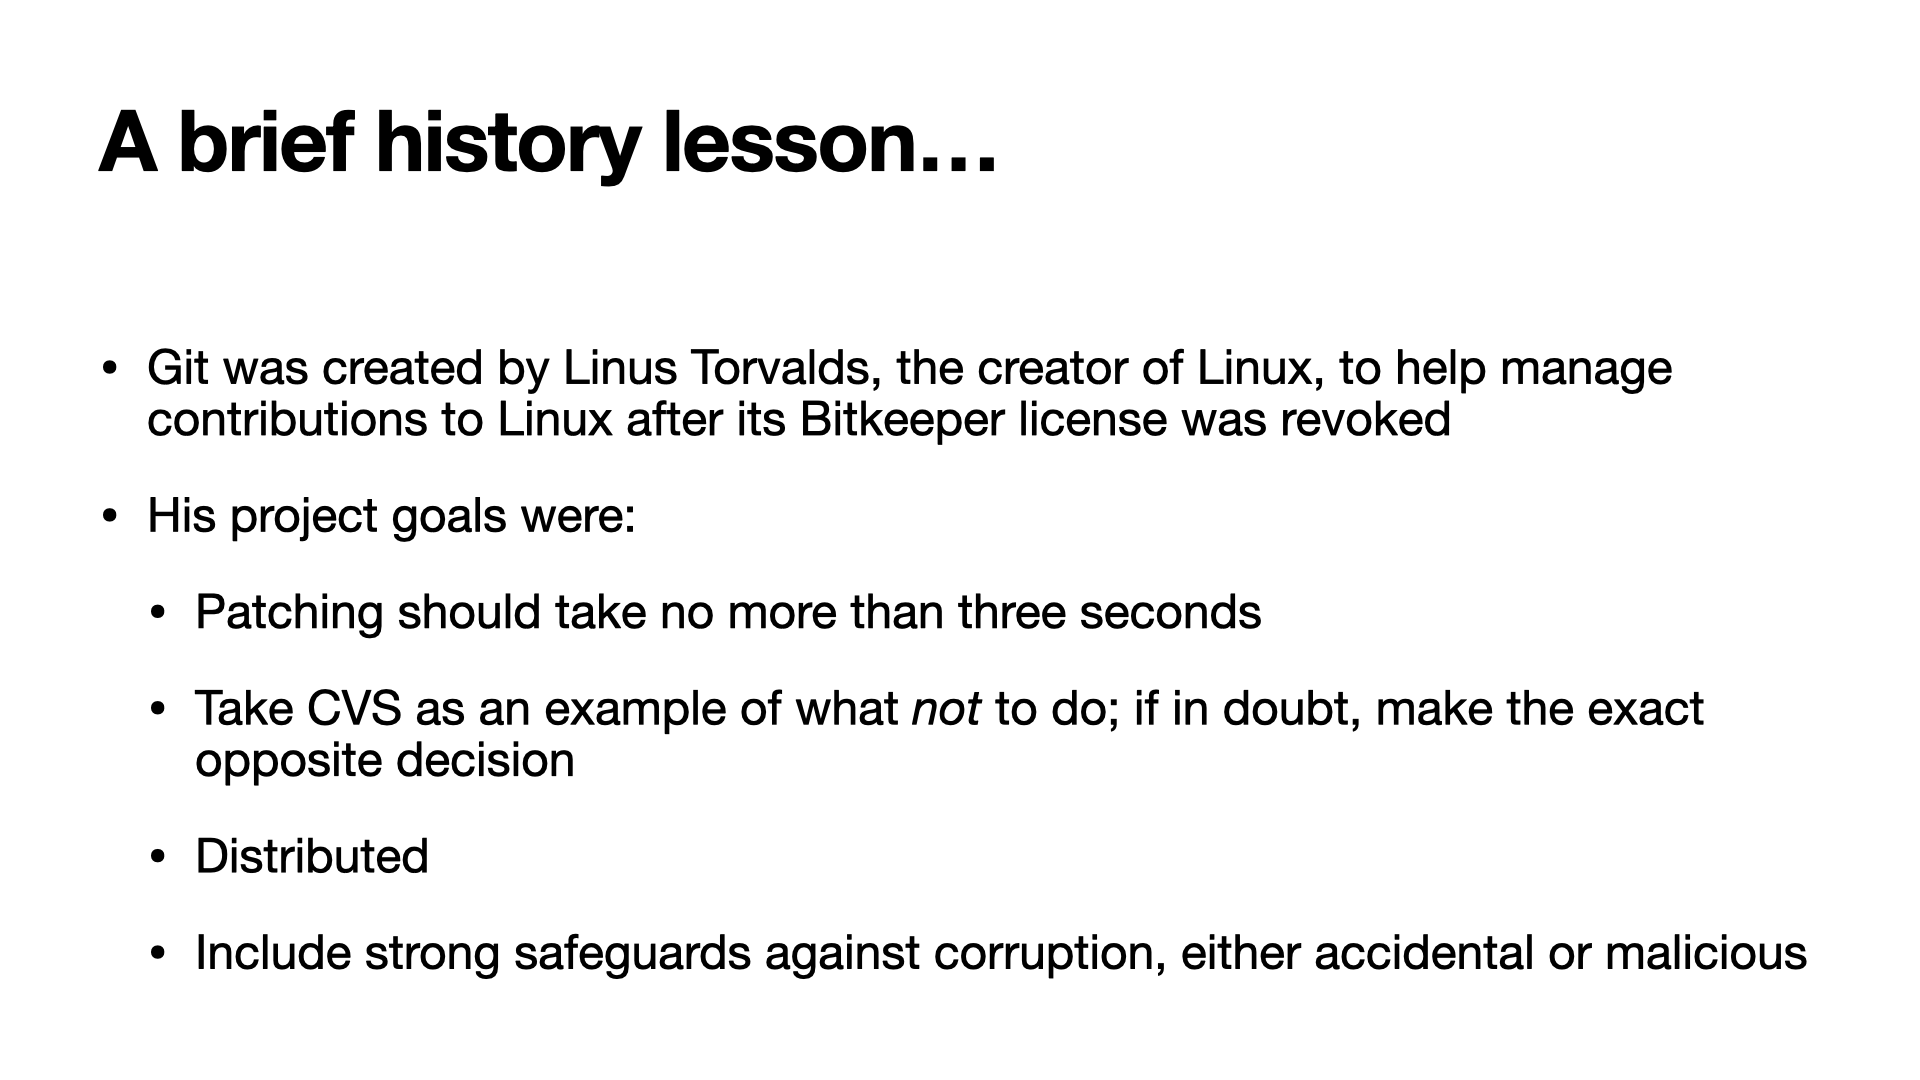 A brief history lesson…
• Git was created by Linus Torvalds, the creator of Linux, to help manage
contributions to Linux after its Bitkeeper license was revoked
• His project goals were:
• Patching should take no more than three seconds
• Take CVS as an example of what not to do; if in doubt, make the exact
opposite decision
• Distributed
• Include strong safeguards against corruption, either accidental or malicious